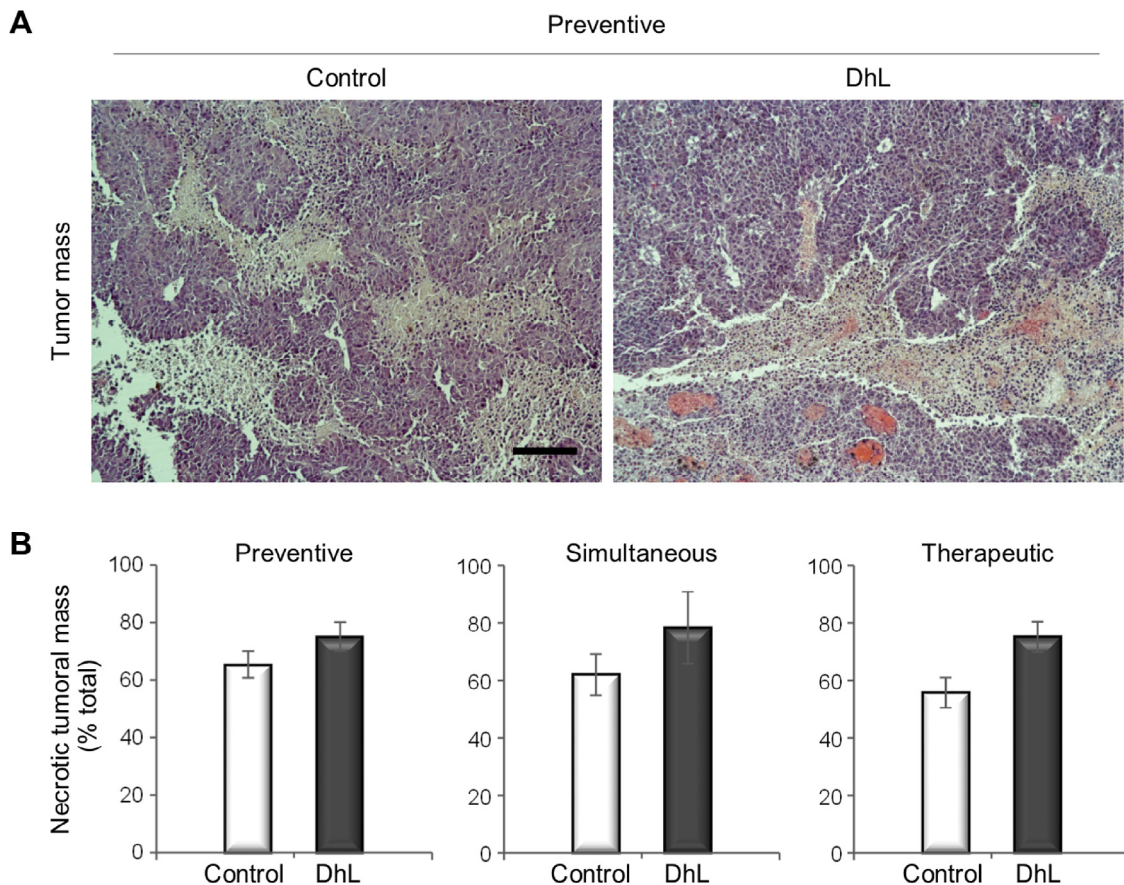 A
Preventive
Control DhL
Tumor mass
B
Preventive Simultaneous Therapeutic
Necrotic tumoral mass
(% total)
100 100 100
80 80 80
60 60 60
40 40 40
20 20 20
0 0 0
Control DhL Control DhL Control DhL